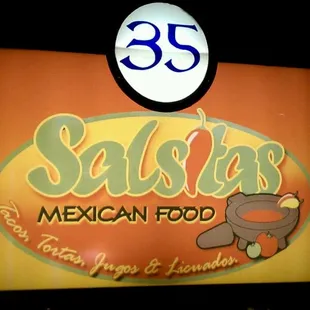 35
Salsitas
MEXICAN FOOD
Tacos, Tortas, Jugos & Licuados.